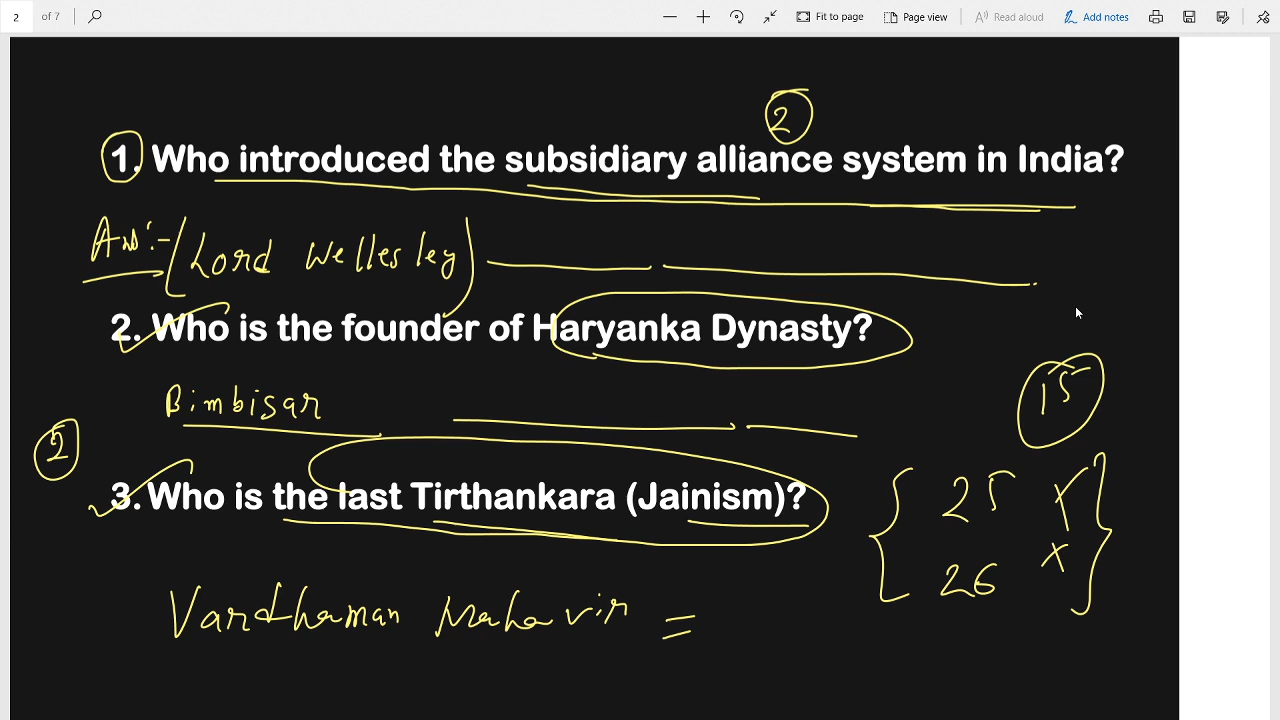 2 of 7 Fit to page Page view Read aloud Add notes
2
1. Who introduced the subsidiary alliance system in India?
Ans:- (Lord Wellesley)
2. Who is the founder of Haryanka Dynasty?
15
Bimbisar
2
3. Who is the last Tirthankara (Jainism)?
25 x
26 x
Vardhaman Mahavir =